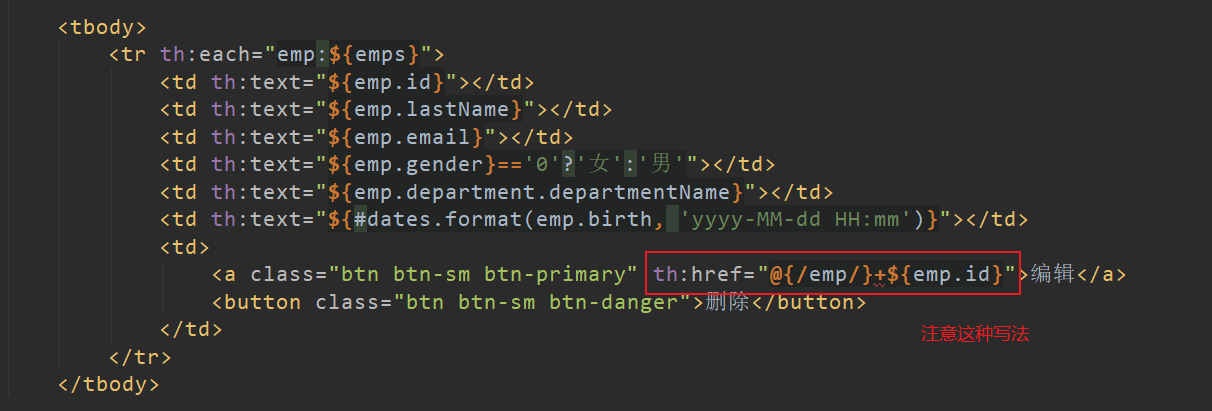 <tbody>
<tr th:each="emp:${emps}">
<td th:text="${emp.id}"></td>
<td th:text="${emp.lastName}"></td>
<td th:text="${emp.email}"></td>
<td th:text="${emp.gender}=='0'?'女':'男'"></td>
<td th:text="${emp.department.departmentName}"></td>
<td th:text="${#dates.format(emp.birth, 'yyyy-MM-dd HH:mm')}"></td>
<td>
<a class="btn btn-sm btn-primary" th:href="@{/emp/}+${emp.id}">编辑</a>
<button class="btn btn-sm btn-danger">删除</button>
</td>
注意这种写法
</tr>
</tbody>